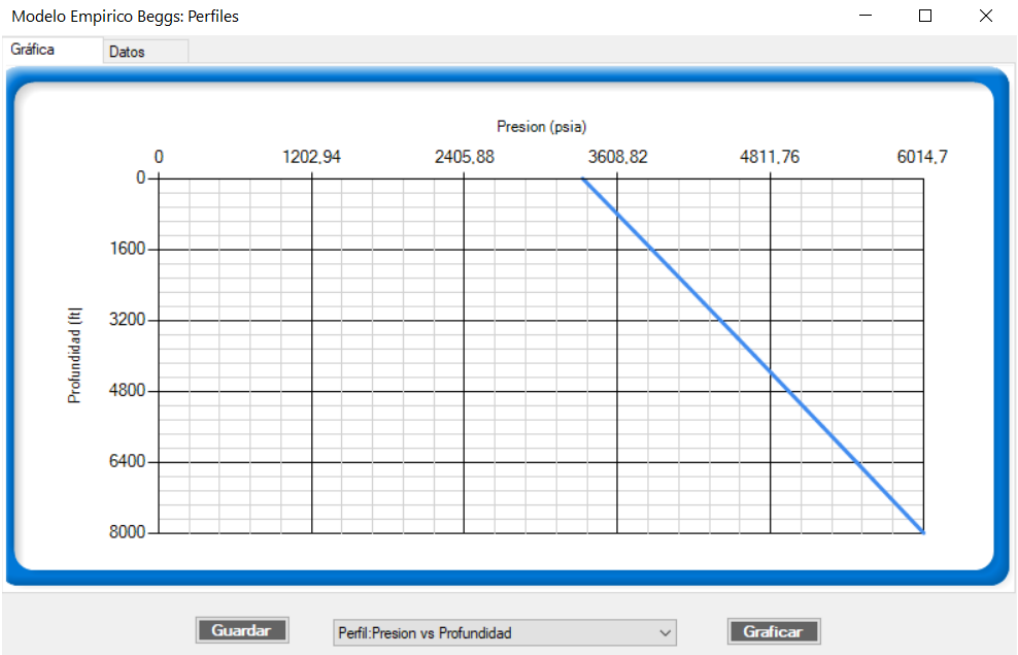 Modelo Empirico Beggs: Perfiles
Gráfica Datos
Presion (psia)
0 1202,94 2405,88 3608,82 4811,76 6014,7
0
1600
3200
4800
6400
8000
Profundidad [ft]
Guardar Perfil:Presion vs Profundidad Graficar